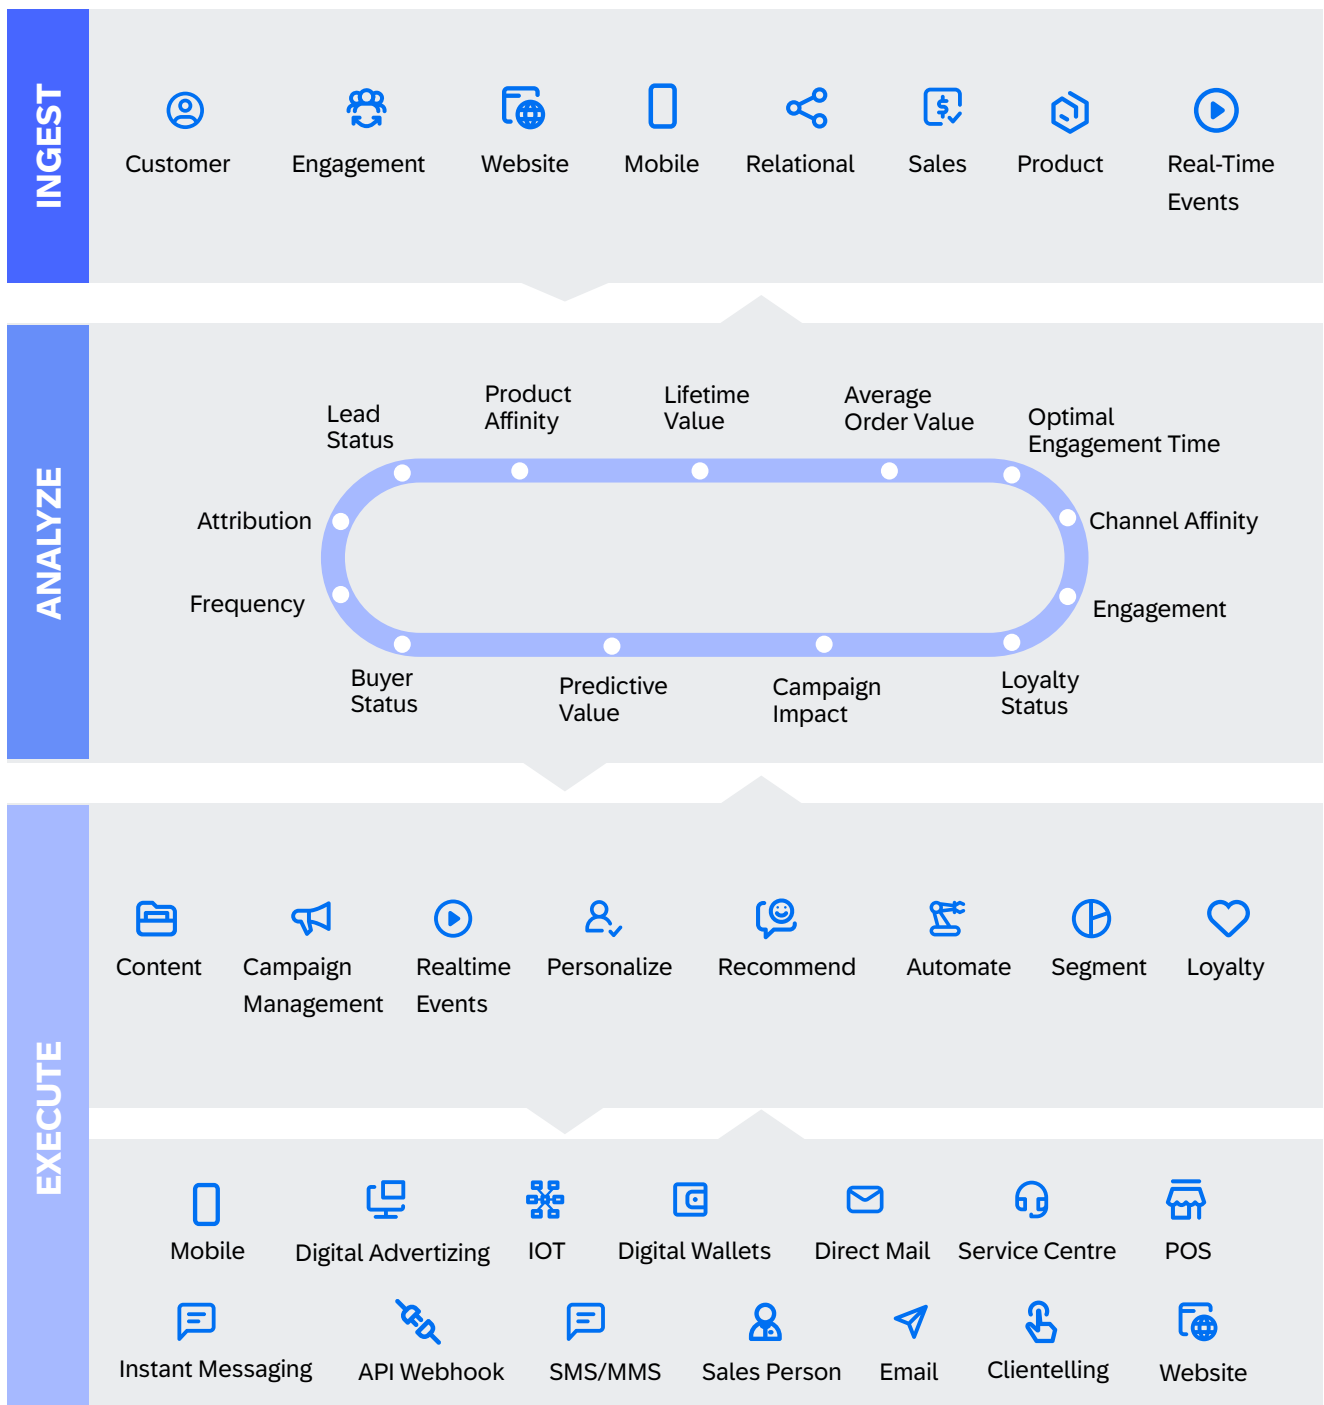 INGEST
Customer
Engagement
Website
Mobile
Relational
Sales
Product
Real-Time
Events
ANALYZE
Lead
Status
Product
Affinity
Lifetime
Value
Average
Order Value
Optimal
Engagement Time
Attribution
Channel Affinity
Frequency
Engagement
Buyer
Status
Predictive
Value
Campaign
Impact
Loyalty
Status
EXECUTE
Content
Campaign
Management
Realtime
Events
Personalize
Recommend
Automate
Segment
Loyalty
Mobile
Digital Advertizing
IOT
Digital Wallets
Direct Mail
Service Centre
POS
Instant Messaging
API Webhook
SMS/MMS
Sales Person
Email
Clientelling
Website